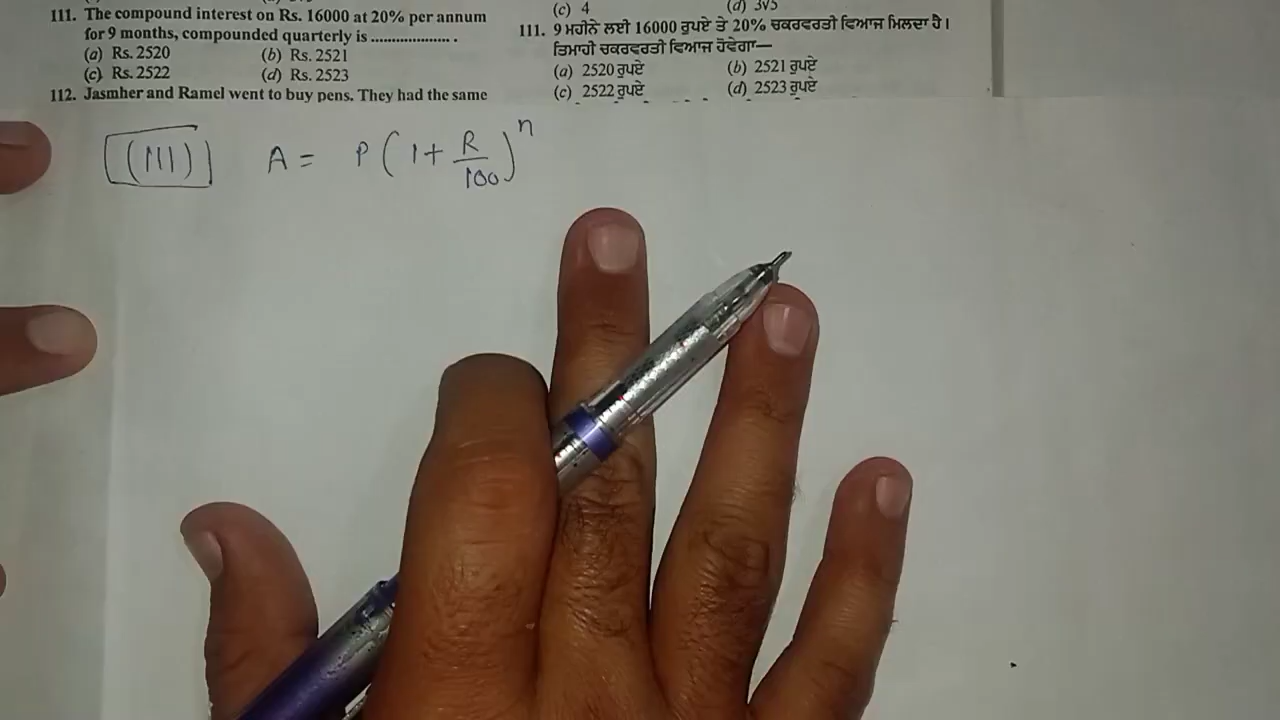 111. The compound interest on Rs. 16000 at 20% per annum
for 9 months, compounded quarterly is ................... .
(a) Rs. 2520 (b) Rs. 2521
(c) Rs. 2522 (d) Rs. 2523
112. Jasmher and Ramel went to buy pens. They had the same
(c) 4 (d) 3√5
111. 9 ਮਹੀਨੇ ਲਈ 16000 ਰੁਪਏ ਤੇ 20% ਚਕਰਵਰਤੀ ਵਿਆਜ ਮਿਲਦਾ ਹੈ।
ਤਿਮਾਹੀ ਚਕਰਵਰਤੀ ਵਿਆਜ ਹੋਵੇਗਾ—
(a) 2520 ਰੁਪਏ (b) 2521 ਰੁਪਏ
(c) 2522 ਰੁਪਏ (d) 2523 ਰੁਪਏ
(111) A = P(1+R/100)^n